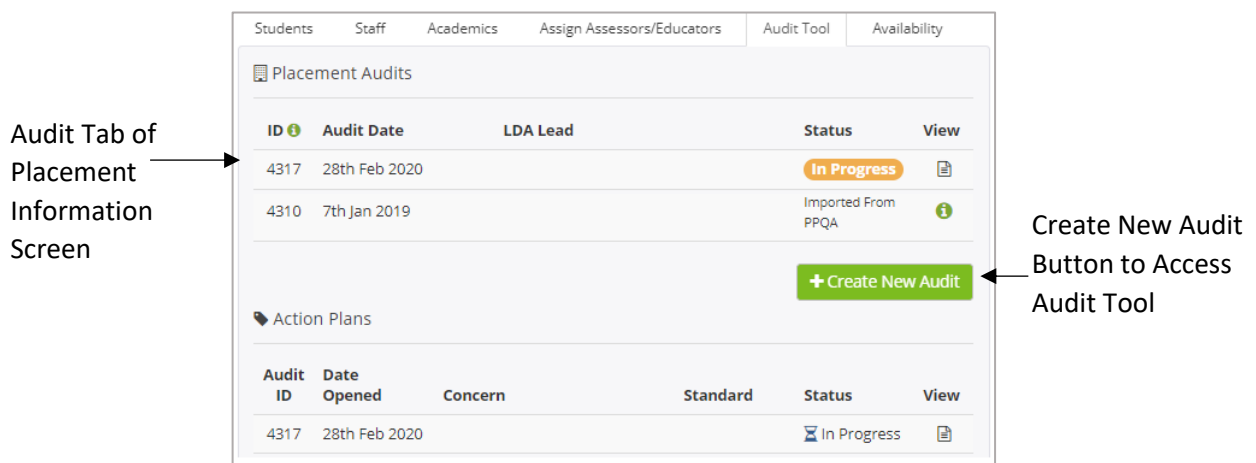 Students Staff Academics Assign Assessors/Educators Audit Tool Availability
Placement Audits
ID Audit Date LDA Lead Status View
4317 28th Feb 2020 In Progress
4310 7th Jan 2019 Imported From
PPQA
+ Create New Audit
Action Plans
Audit Date
ID Opened Concern Standard Status View
4317 28th Feb 2020 In Progress
Audit Tab of
Placement
Information
Screen
Create New Audit
Button to Access
Audit Tool